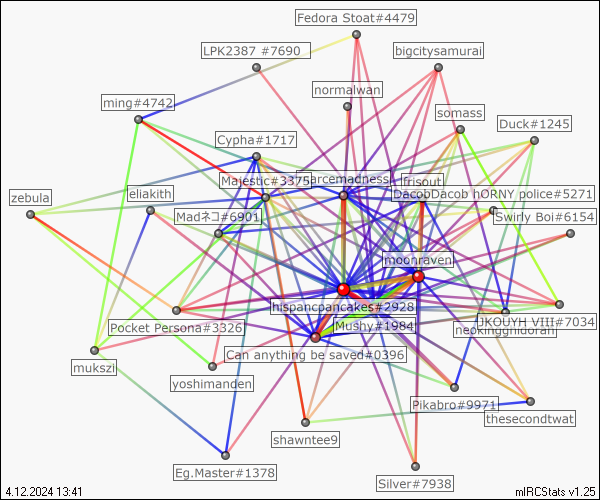 Fedora Stoat#4479
LPK2387 #7690
bigcitysamurai
normalwan
ming#4742
somass
Duck#1245
Cypha#1717
Majestic#3375
arcemadness
frisout
zebula
eliakith
DacobDacob hORNY police#5271
Madネコ#6901
Swirly Boi#6154
moonraven
hispancpancakes#2928
Pocket Persona#3326
Mushy#1984
neokingghidorah
JKOUYH VIII#7034
Can anything be saved#0396
mukszi
yoshimanden
Pikabro#9971
thesecondtwat
shawntee9
Eg.Master#1378
Silver#7938
4.12.2024 13:41
mIRCStats v1.25